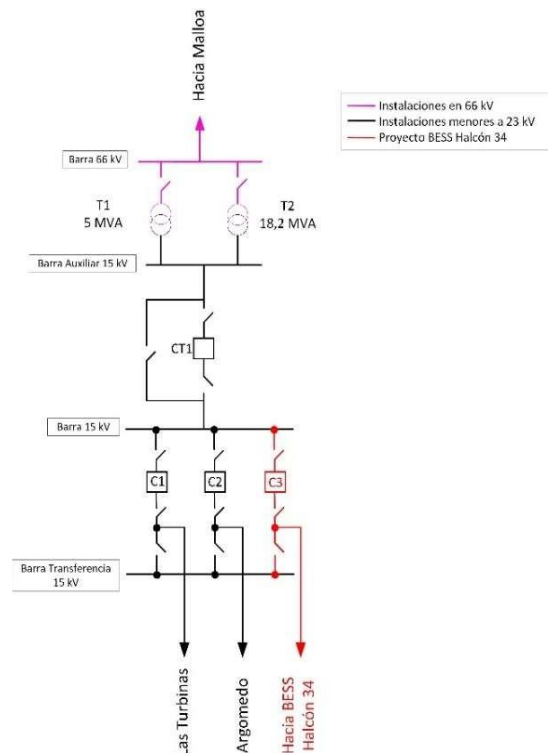 Hacia Malloa
Instalaciones en 66 kV
Instalaciones menores a 23 kV
Proyecto BESS Halcón 34
Barra 66 kV
T1
5 MVA
T2
18,2 MVA
Barra Auxiliar 15 kV
CT1
Barra 15 kV
C1
C2
C3
Barra Transferencia
15 kV
Las Turbinas
Argomedo
Hacia BESS
Halcón 34